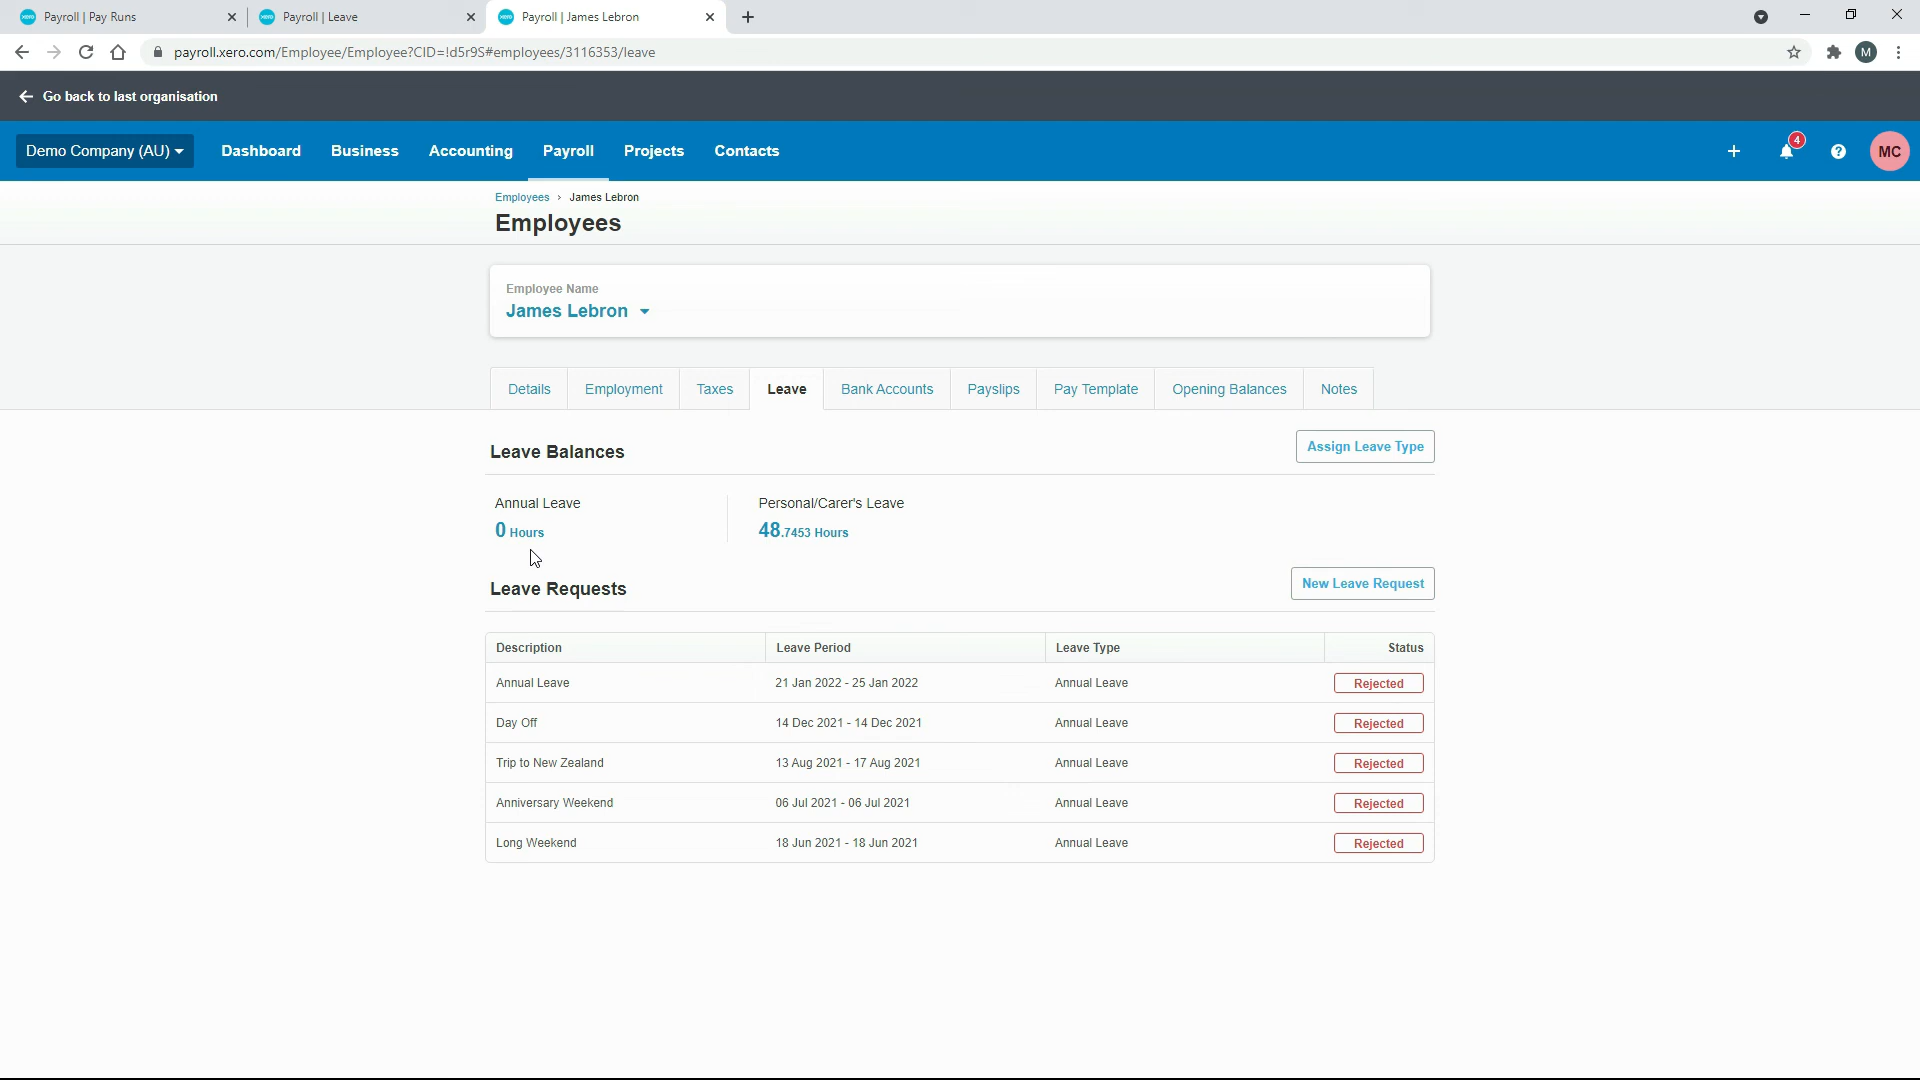 Payroll | Pay Runs
Payroll | Leave
Payroll | James Lebron
payroll.xero.com/Employee/Employee?CID=!d5r9S#employees/3116353/leave
M
Go back to last organisation
Demo Company (AU)
Dashboard
Business
Accounting
Payroll
Projects
Contacts
4
MC
Employees › James Lebron
Employees
Employee Name
James Lebron
Details
Employment
Taxes
Leave
Bank Accounts
Payslips
Pay Template
Opening Balances
Notes
Leave Balances
Assign Leave Type
Annual Leave
0 Hours
Personal/Carer's Leave
48.7453 Hours
Leave Requests
New Leave Request
Description Leave Period Leave Type Status
Annual Leave 21 Jan 2022 - 25 Jan 2022 Annual Leave Rejected
Day Off 14 Dec 2021 - 14 Dec 2021 Annual Leave Rejected
Trip to New Zealand 13 Aug 2021 - 17 Aug 2021 Annual Leave Rejected
Anniversary Weekend 06 Jul 2021 - 06 Jul 2021 Annual Leave Rejected
Long Weekend 18 Jun 2021 - 18 Jun 2021 Annual Leave Rejected